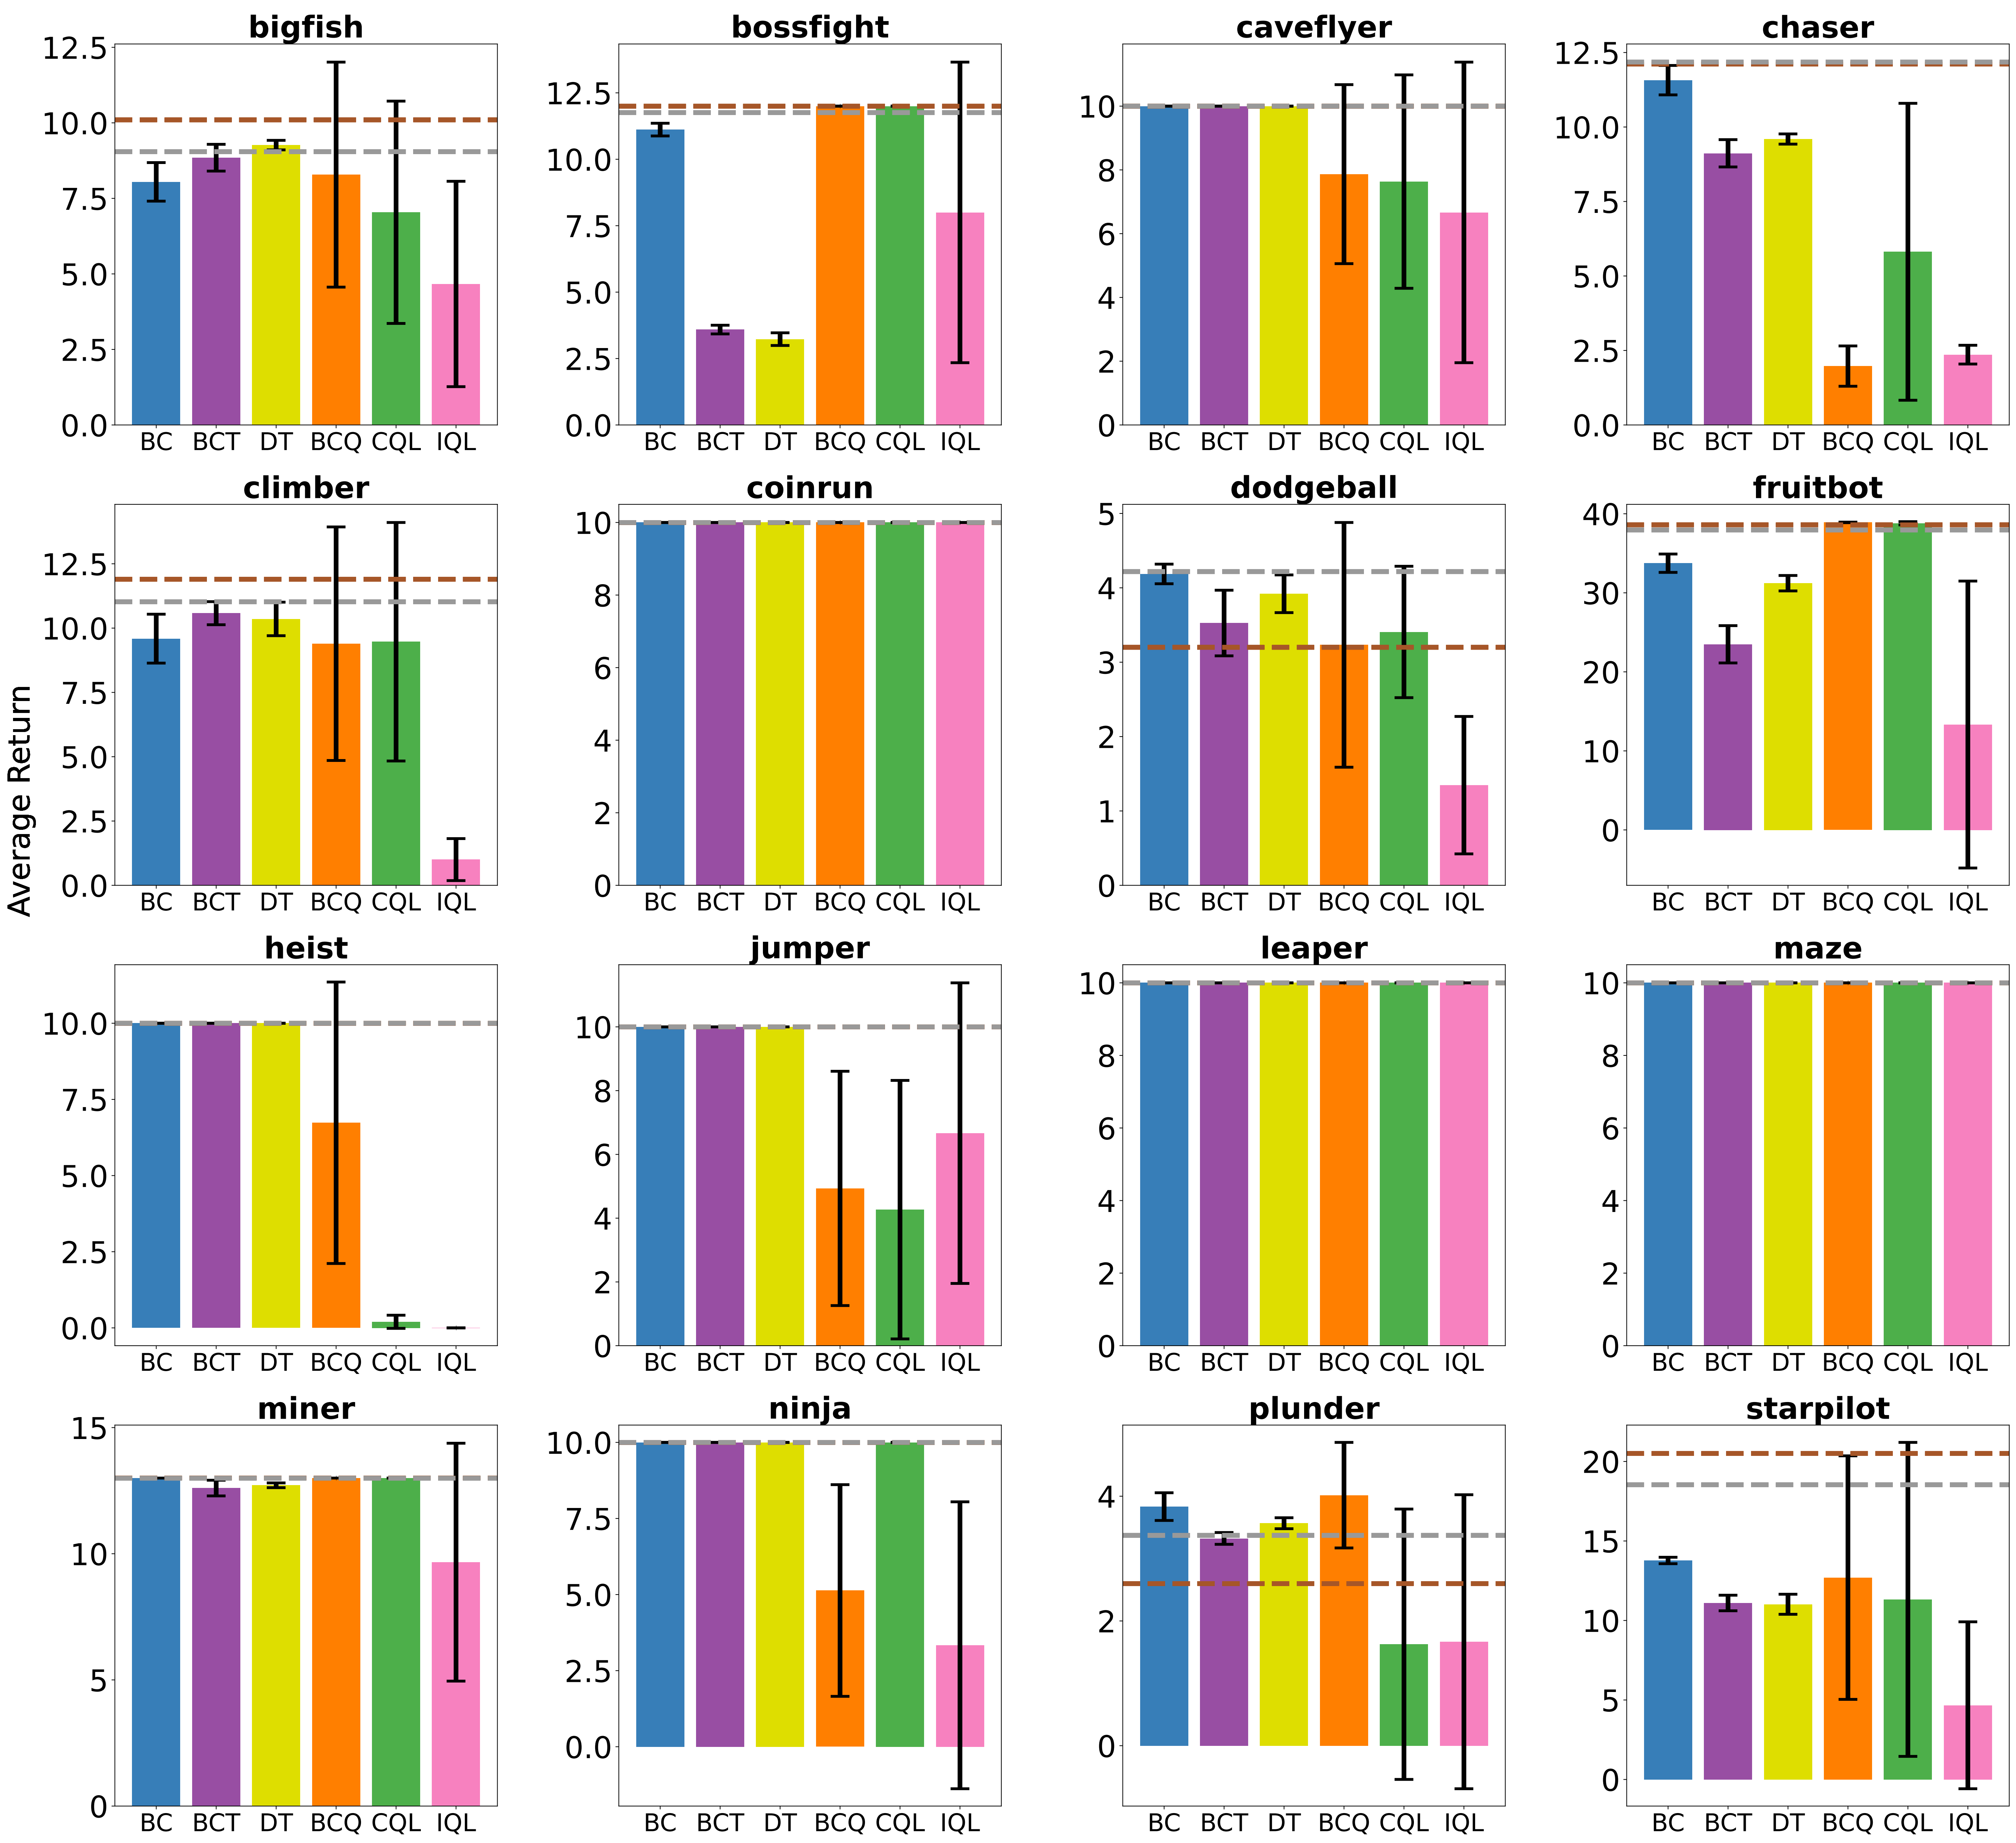 Average Return
bigfish
12.5
10.0
7.5
5.0
2.5
0.0
BC BCT DT BCQ CQL IQL
bossfight
12.5
10.0
7.5
5.0
2.5
0.0
BC BCT DT BCQ CQL IQL
caveflyer
10
8
6
4
2
0
BC BCT DT BCQ CQL IQL
chaser
12.5
10.0
7.5
5.0
2.5
0.0
BC BCT DT BCQ CQL IQL
climber
12.5
10.0
7.5
5.0
2.5
0.0
BC BCT DT BCQ CQL IQL
coinrun
10
8
6
4
2
0
BC BCT DT BCQ CQL IQL
dodgeball
5
4
3
2
1
0
BC BCT DT BCQ CQL IQL
fruitbot
40
30
20
10
0
BC BCT DT BCQ CQL IQL
heist
10.0
7.5
5.0
2.5
0.0
BC BCT DT BCQ CQL IQL
jumper
10
8
6
4
2
0
BC BCT DT BCQ CQL IQL
leaper
10
8
6
4
2
0
BC BCT DT BCQ CQL IQL
maze
10
8
6
4
2
0
BC BCT DT BCQ CQL IQL
miner
15
10
5
0
BC BCT DT BCQ CQL IQL
ninja
10.0
7.5
5.0
2.5
0.0
BC BCT DT BCQ CQL IQL
plunder
4
2
0
BC BCT DT BCQ CQL IQL
starpilot
20
15
10
5
0
BC BCT DT BCQ CQL IQL